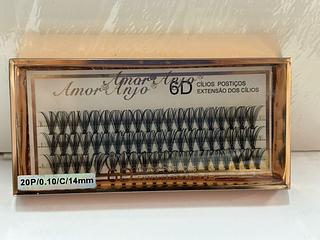 Amor Anjo
Amor Anjo
6D
CÍLIOS POSTIÇOS
EXTENSÃO DOS CÍLIOS
20P/0.10/C/14mm